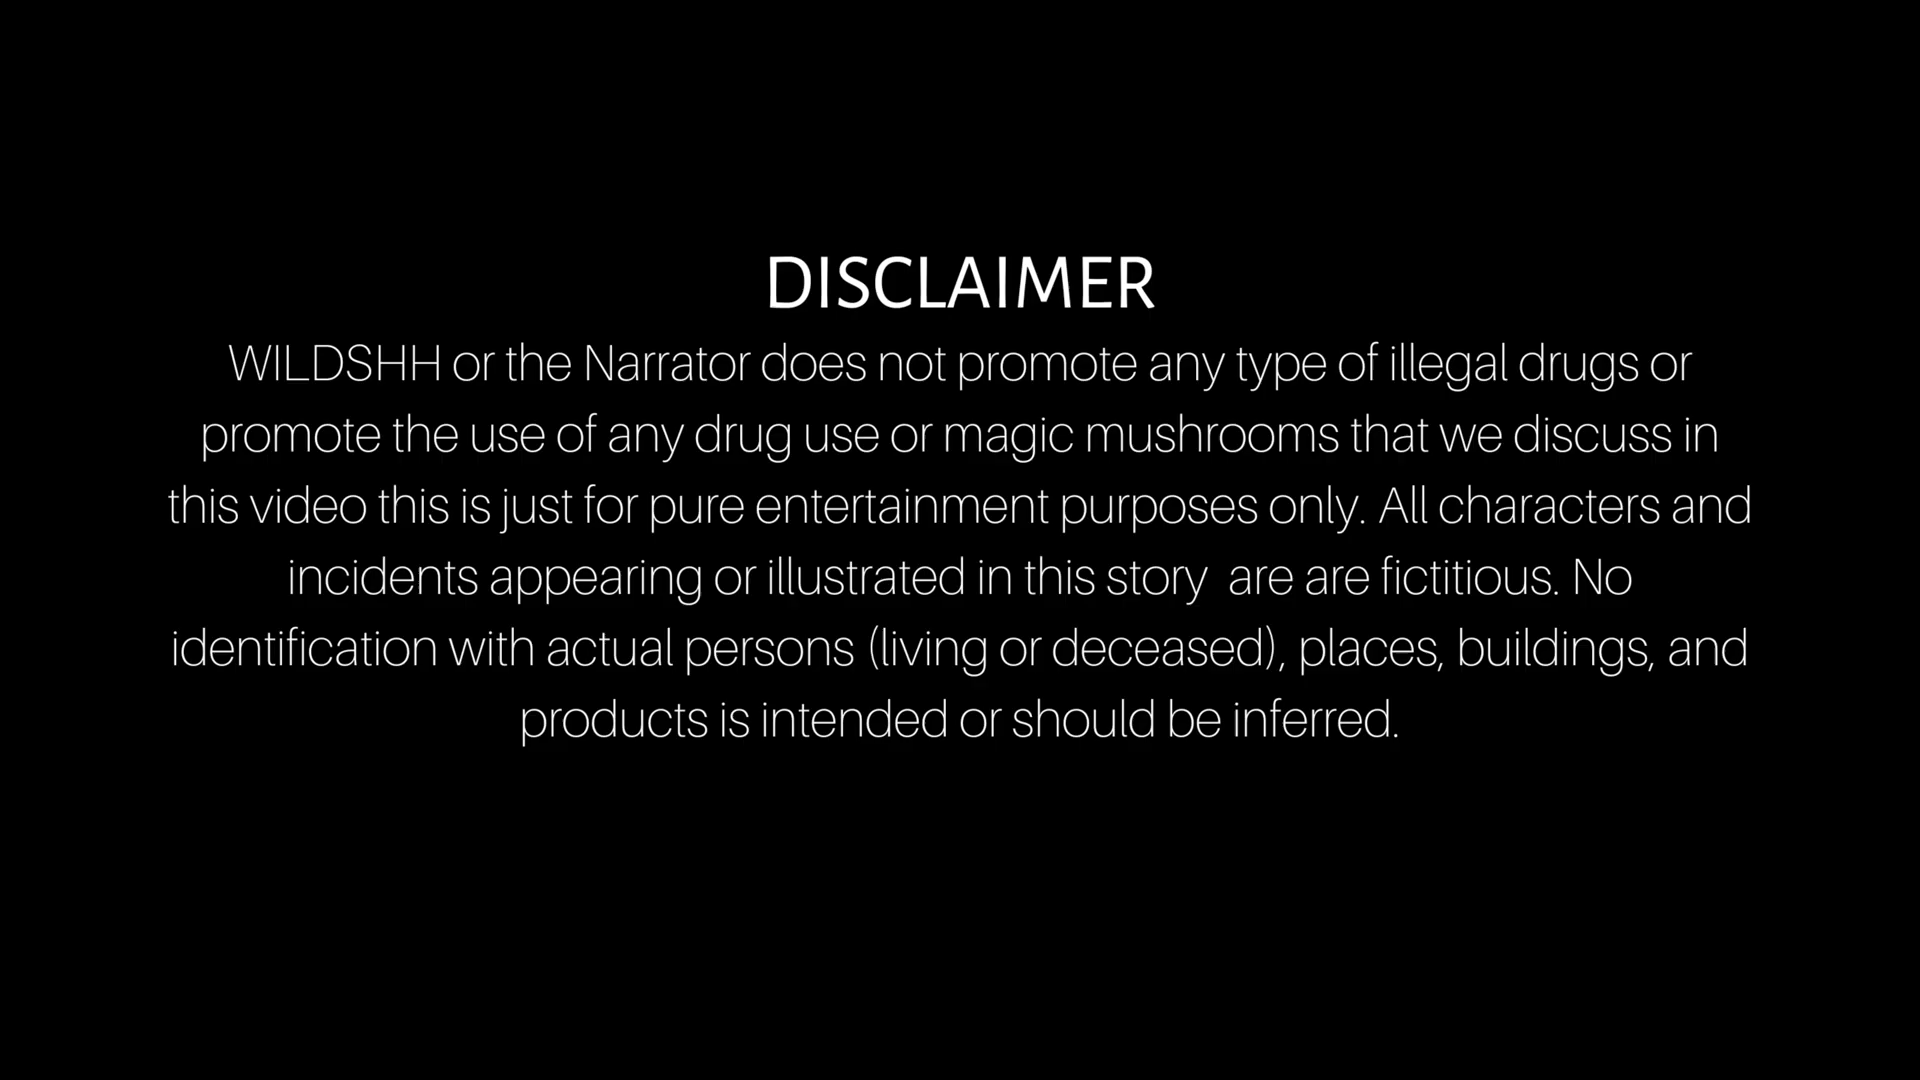 DISCLAIMER
WILDSHH or the Narrator does not promote any type of illegal drugs or
promote the use of any drug use or magic mushrooms that we discuss in
this video this is just for pure entertainment purposes only. All characters and
incidents appearing or illustrated in this story  are are fictitious. No
identification with actual persons (living or deceased), places, buildings, and
products is intended or should be inferred.